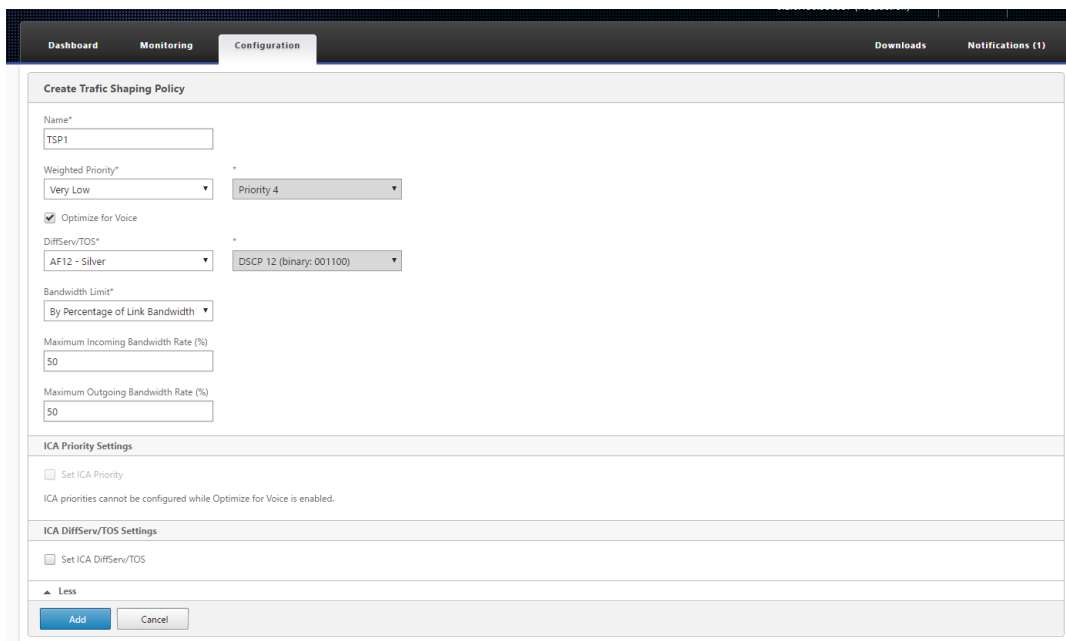 Dashboard Monitoring Configuration Downloads Notifications (1)
Create Trafic Shaping Policy
Name*
TSP1
Weighted Priority* *
Very Low Priority 4
Optimize for Voice
DiffServ/TOS* *
AF12 - Silver DSCP 12 (binary: 001100)
Bandwidth Limit*
By Percentage of Link Bandwidth
Maximum Incoming Bandwidth Rate (%)
50
Maximum Outgoing Bandwidth Rate (%)
50
ICA Priority Settings
Set ICA Priority
ICA priorities cannot be configured while Optimize for Voice is enabled.
ICA DiffServ/TOS Settings
Set ICA DiffServ/TOS
Less
Add Cancel